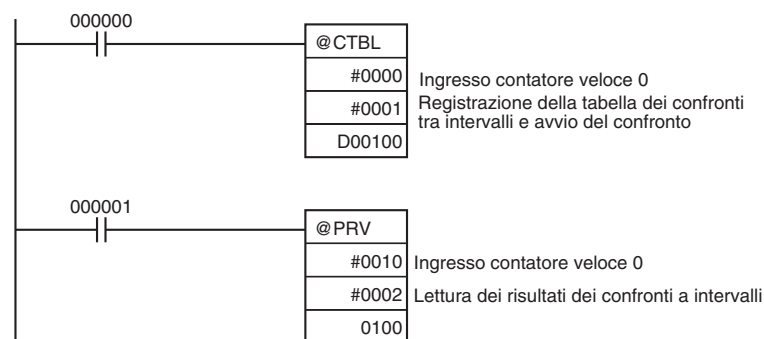 000000
@CTBL
#0000 Ingresso contatore veloce 0
#0001 Registrazione della tabella dei confronti
tra intervalli e avvio del confronto
D00100
000001
@PRV
#0010 Ingresso contatore veloce 0
#0002 Lettura dei risultati dei confronti a intervalli
0100